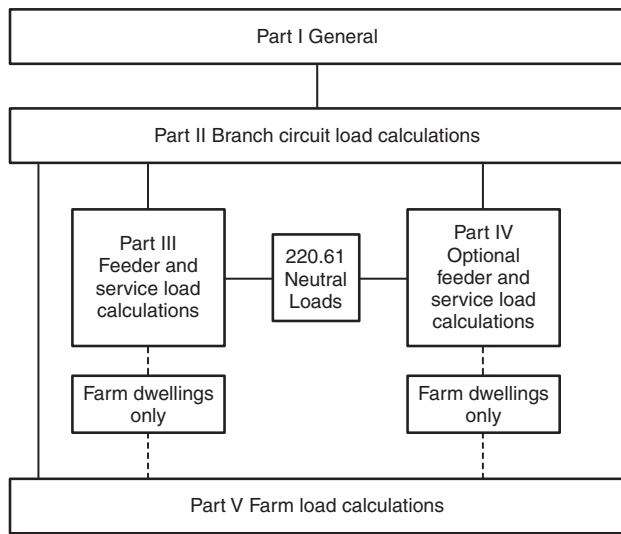 Part I General
Part II Branch circuit load calculations
Part III
Feeder and
service load
calculations
220.61
Neutral
Loads
Part IV
Optional
feeder and
service load
calculations
Farm dwellings
only
Farm dwellings
only
Part V Farm load calculations